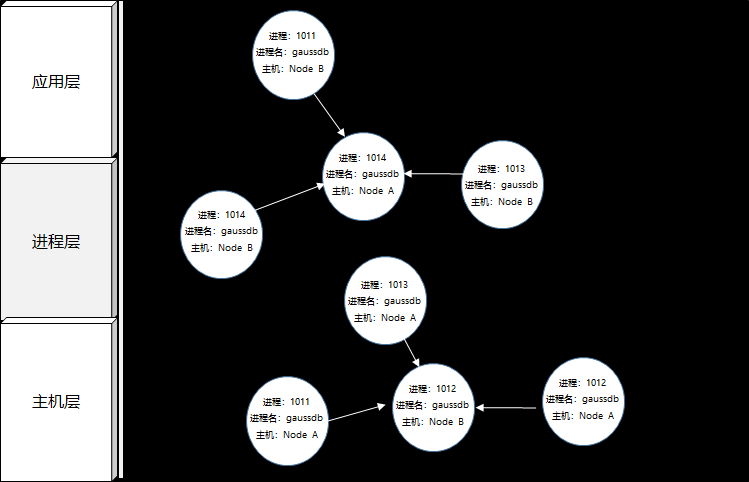 应用层
进程层
主机层
进程：1011
进程名：gaussdb
主机：Node B
进程：1014
进程名：gaussdb
主机：Node A
进程：1013
进程名：gaussdb
主机：Node B
进程：1014
进程名：gaussdb
主机：Node B
进程：1013
进程名：gaussdb
主机：Node A
进程：1012
进程名：gaussdb
主机：Node B
进程：1012
进程名：gaussdb
主机：Node A
进程：1011
进程名：gaussdb
主机：Node A